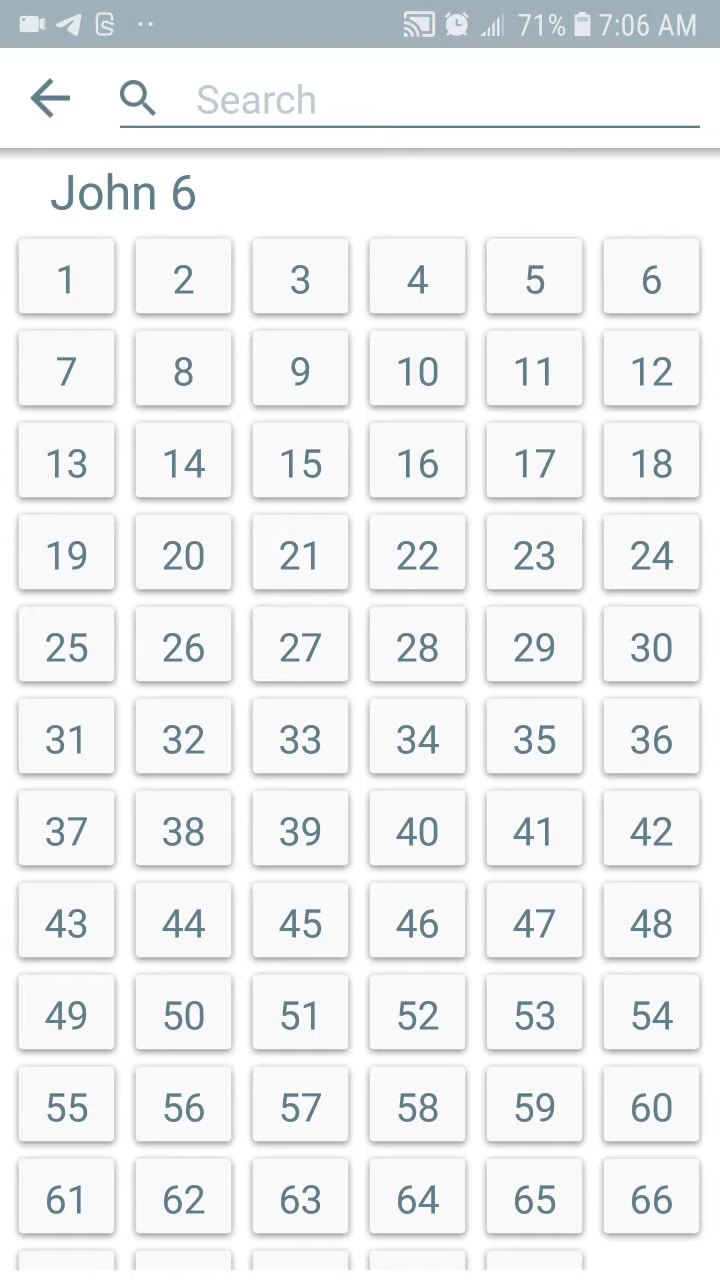 71% 7:06 AM
Search
John 6
1 2 3 4 5 6
7 8 9 10 11 12
13 14 15 16 17 18
19 20 21 22 23 24
25 26 27 28 29 30
31 32 33 34 35 36
37 38 39 40 41 42
43 44 45 46 47 48
49 50 51 52 53 54
55 56 57 58 59 60
61 62 63 64 65 66